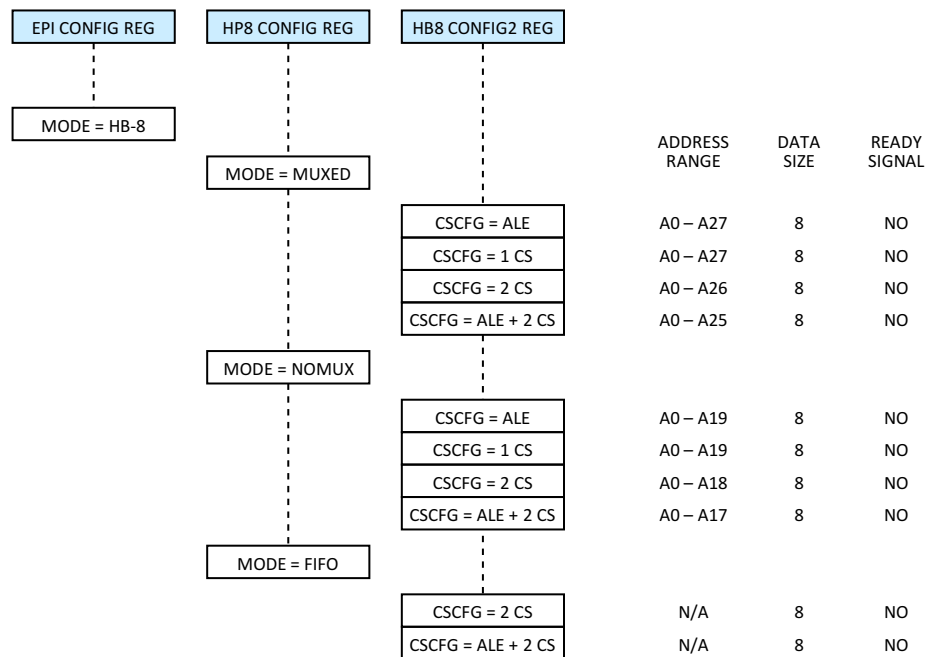 EPI CONFIG REG HP8 CONFIG REG HB8 CONFIG2 REG
MODE = HB-8
ADDRESS RANGE DATA SIZE READY SIGNAL
MODE = MUXED
CSCFG = ALE A0 – A27 8 NO
CSCFG = 1 CS A0 – A27 8 NO
CSCFG = 2 CS A0 – A26 8 NO
CSCFG = ALE + 2 CS A0 – A25 8 NO
MODE = NOMUX
CSCFG = ALE A0 – A19 8 NO
CSCFG = 1 CS A0 – A19 8 NO
CSCFG = 2 CS A0 – A18 8 NO
CSCFG = ALE + 2 CS A0 – A17 8 NO
MODE = FIFO
CSCFG = 2 CS N/A 8 NO
CSCFG = ALE + 2 CS N/A 8 NO